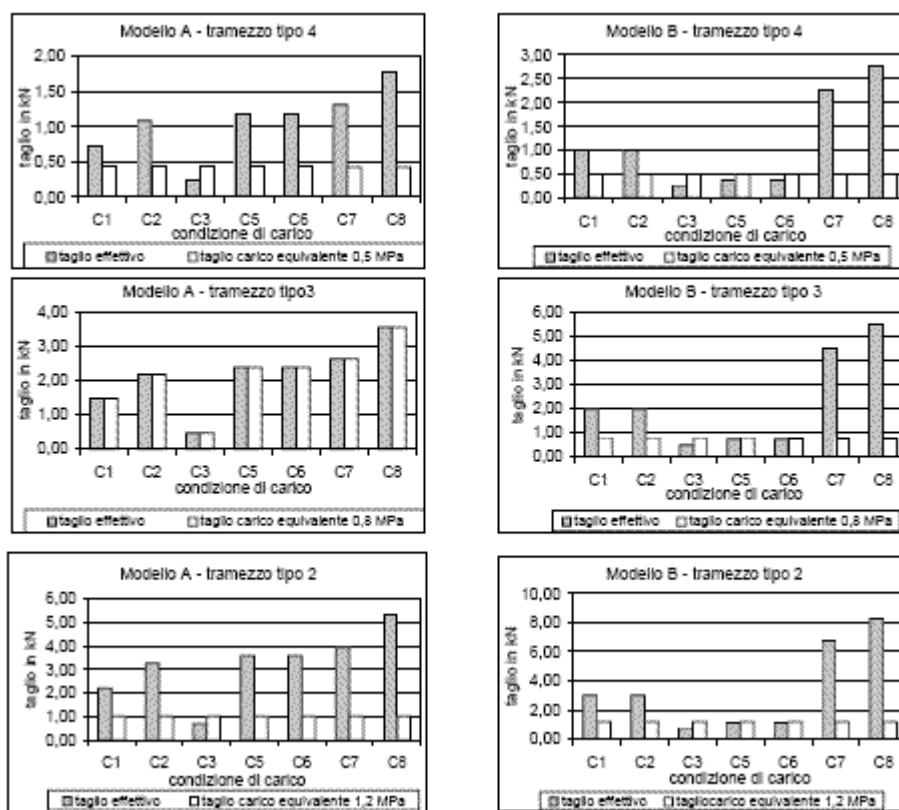 Modello A - tramezzo tipo 4
taglio in kN
2,00
1,50
1,00
0,50
0,00
C1 C2 C3 C5 C6 C7 C8
condizione di carico
taglio effettivo taglio carico equivalente 0,5 MPa
Modello B - tramezzo tipo 4
taglio in kN
3,00
2,50
2,00
1,50
1,00
0,50
0,00
C1 C2 C3 C5 C6 C7 C8
condizione di carico
taglio effettivo taglio carico equivalente 0,5 MPa
Modello A - tramezzo tipo3
taglio in kN
4,00
3,00
2,00
1,00
0,00
C1 C2 C3 C5 C6 C7 C8
condizione di carico
taglio effettivo taglio carico equivalente 0,8 MPa
Modello B - tramezzo tipo 3
taglio in kN
6,00
5,00
4,00
3,00
2,00
1,00
0,00
C1 C2 C3 C5 C6 C7 C8
condizione di carico
taglio effettivo taglio carico equivalente 0,8 MPa
Modello A - tramezzo tipo 2
taglio in kN
6,00
5,00
4,00
3,00
2,00
1,00
0,00
C1 C2 C3 C5 C6 C7 C8
condizione di carico
taglio effettivo taglio carico equivalente 1,2 MPa
Modello B - tramezzo tipo 2
taglio in kN
10,00
8,00
6,00
4,00
2,00
0,00
C1 C2 C3 C5 C6 C7 C8
condizione di carico
taglio effettivo tagliocarico equivalente 1,2 MPa